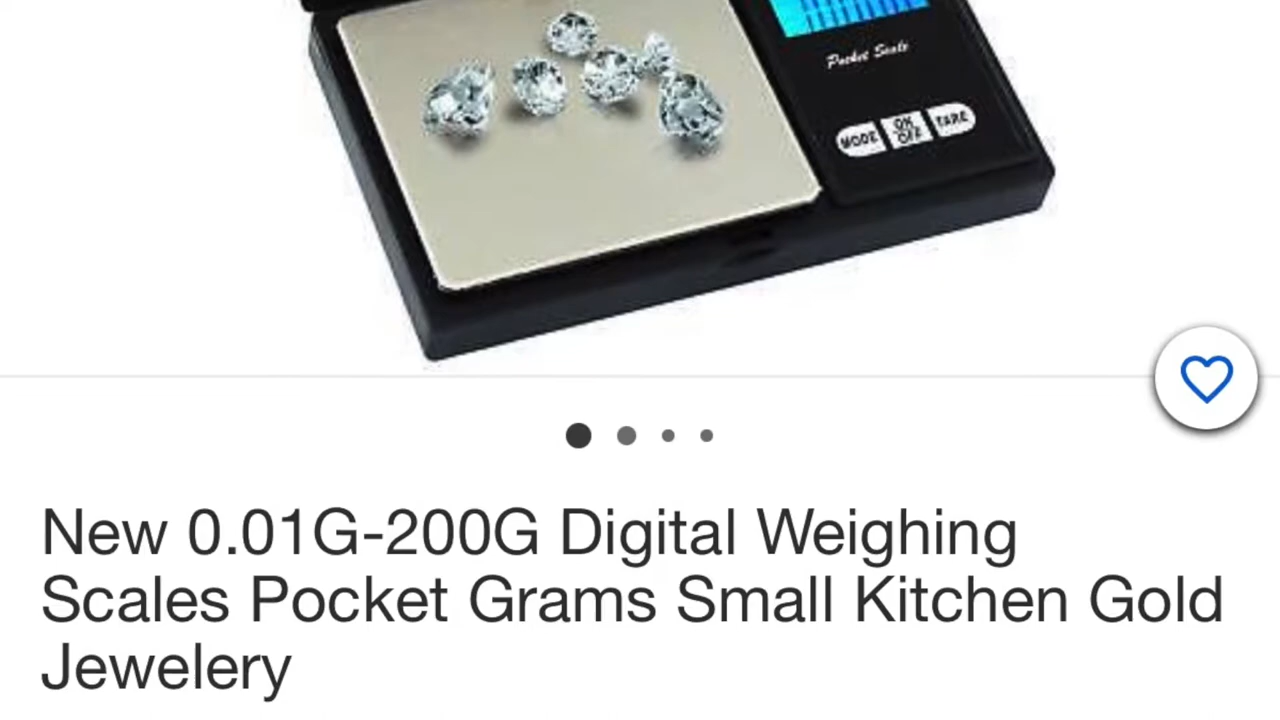 Pocket Scale
MODE
ON
OFF
TARE
New 0.01G-200G Digital Weighing
Scales Pocket Grams Small Kitchen Gold
Jewelery